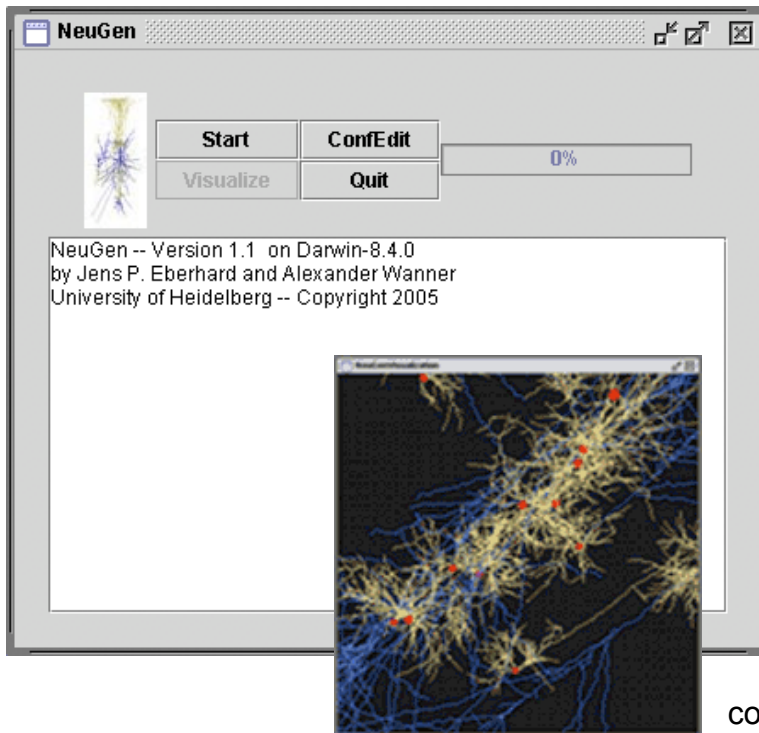 NeuGen
Start
ConfEdit
0%
Visualize
Quit
NeuGen -- Version 1.1 on Darwin-8.4.0
by Jens P. Eberhard and Alexander Wanner
University of Heidelberg -- Copyright 2005
co